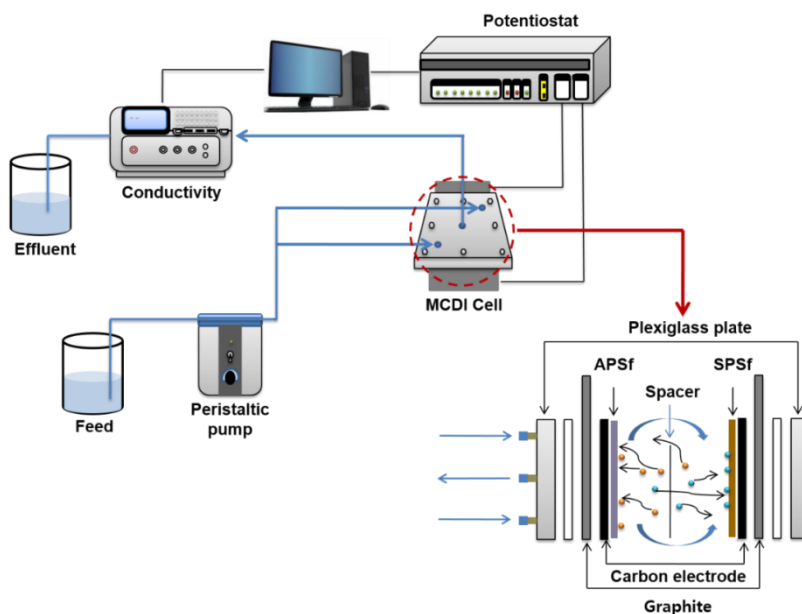 Potentiostat
Conductivity
Effluent
MCDI Cell
Feed
Peristaltic
pump
Plexiglass plate
APSf
SPSf
Spacer
Carbon electrode
Graphite